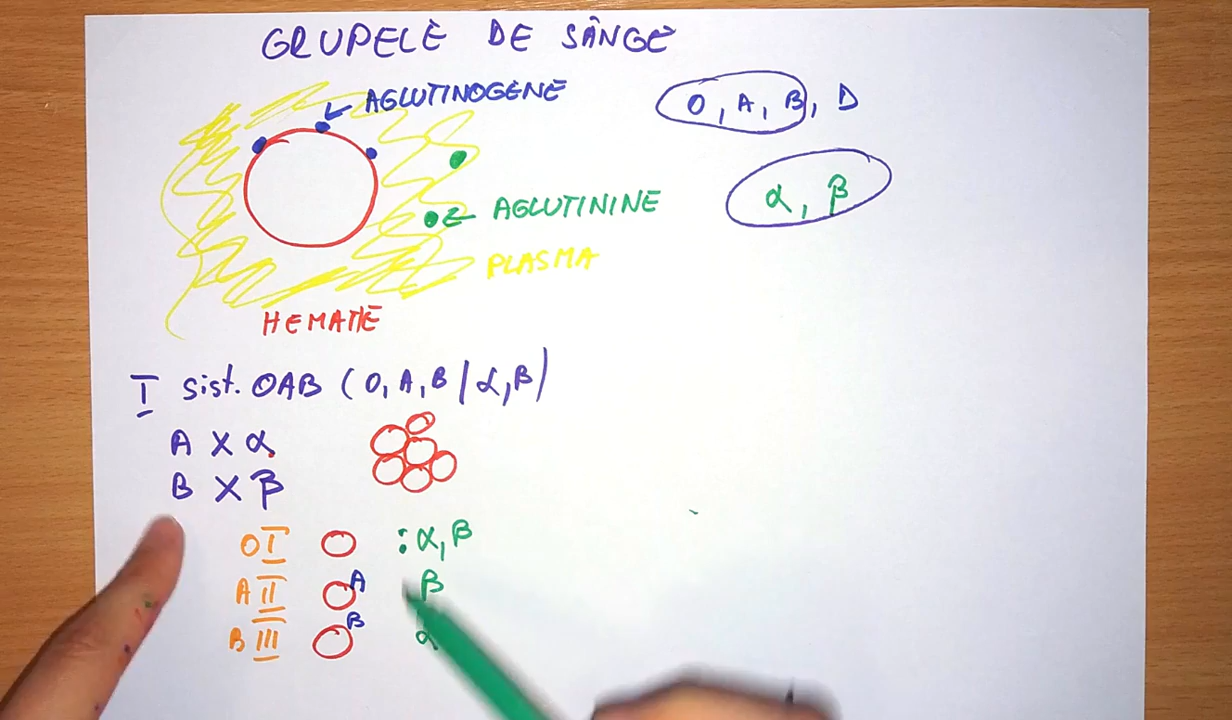 GRUPELE DE SÂNGE
AGLUTINOGENE
O, A, B, D
AGLUTININE
α, β
PLASMA
HEMATIE
I sist. OAB (O, A, B / α, β)
A X α
B X β
O I : α, β
A II A β
B III B α